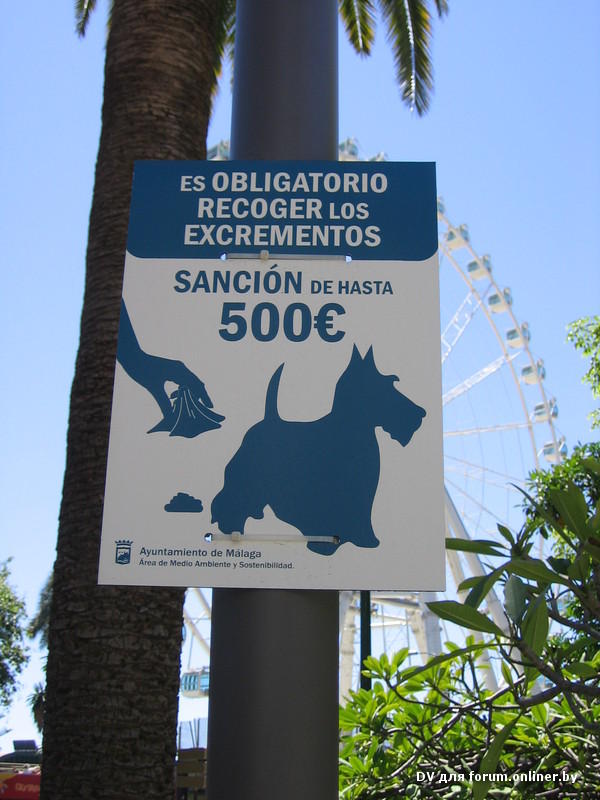 ES OBLIGATORIO
RECOGER LOS
EXCREMENTOS
SANCIÓN DE HASTA
500€
Ayuntamiento de Málaga
Área de Medio Ambiente y Sostenibilidad.
DV для forum.onliner.by